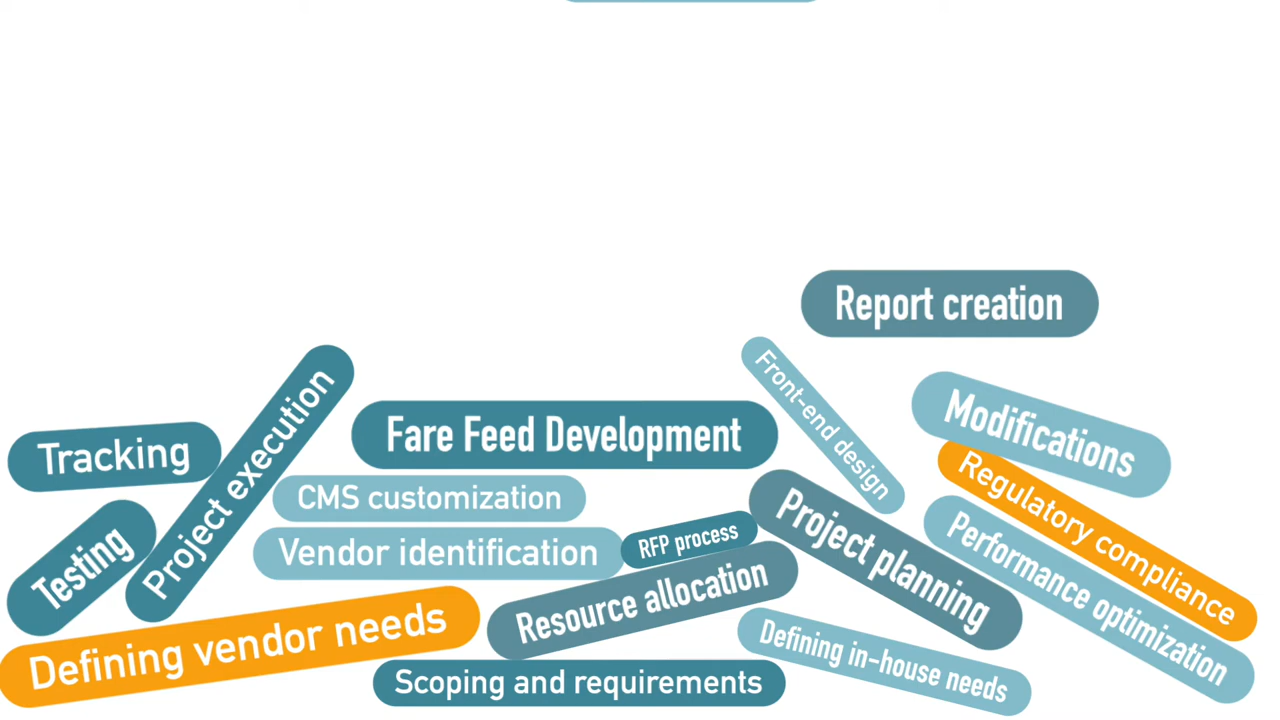 Report creation
Front-end design
Modifications
Tracking
Project execution
Fare Feed Development
Regulatory compliance
CMS customization
Project planning
Performance optimization
Testing
Vendor identification
RFP process
Resource allocation
Defining vendor needs
Defining in-house needs
Scoping and requirements